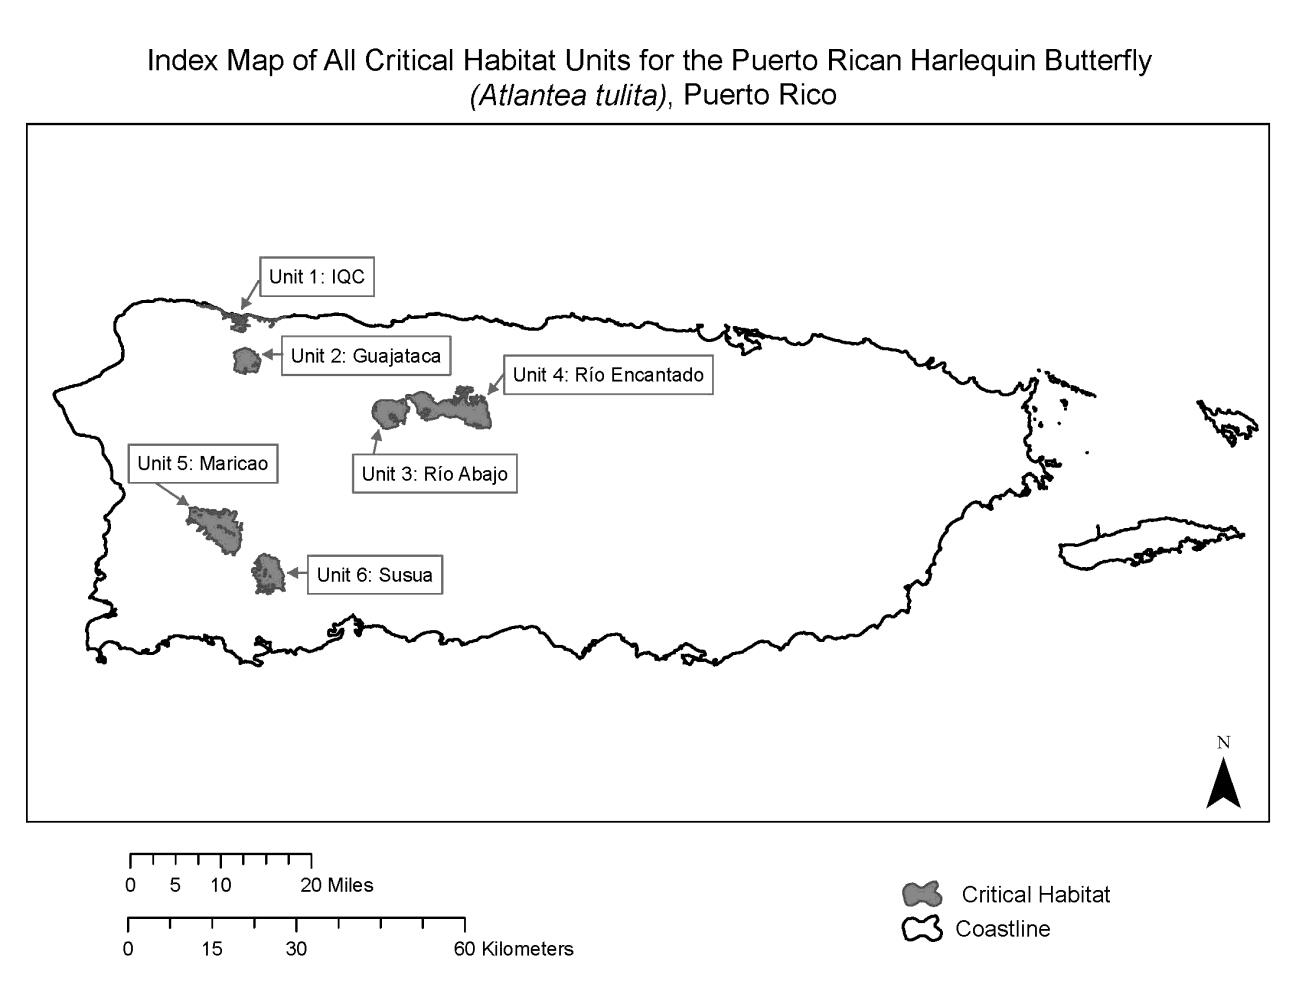 Index Map of All Critical Habitat Units for the Puerto Rican Harlequin Butterfly
(Atlantea tulita), Puerto Rico
Unit 1: IQC
Unit 2: Guajataca
Unit 4: Río Encantado
Unit 3: Río Abajo
Unit 5: Maricao
Unit 6: Susua
N
0 5 10 20 Miles
0 15 30 60 Kilometers
Critical Habitat
Coastline